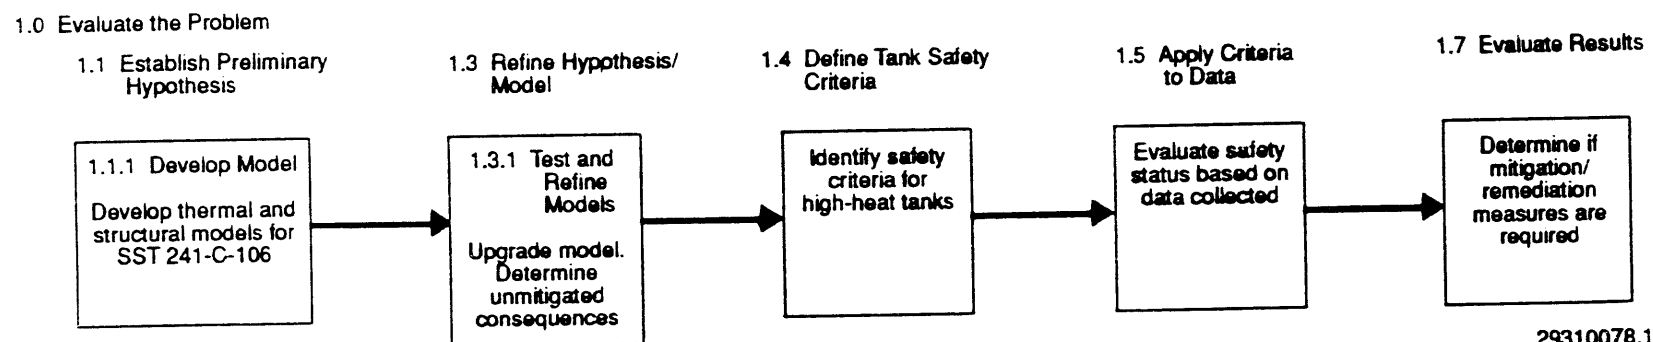 1.0 Evaluate the Problem
1.1 Establish Preliminary
Hypothesis
1.3 Refine Hypothesis/
Model
1.4 Define Tank Safety
Criteria
1.5 Apply Criteria
to Data
1.7 Evaluate Results
1.1.1 Develop Model
Develop thermal and
structural models for
SST 241-C-106
1.3.1 Test and
Refine
Models
Upgrade model.
Determine
unmitigated
consequences
Identify safety
criteria for
high-heat tanks
Evaluate safety
status based on
data collected
Determine if
mitigation/
remediation
measures are
required
29310078.1